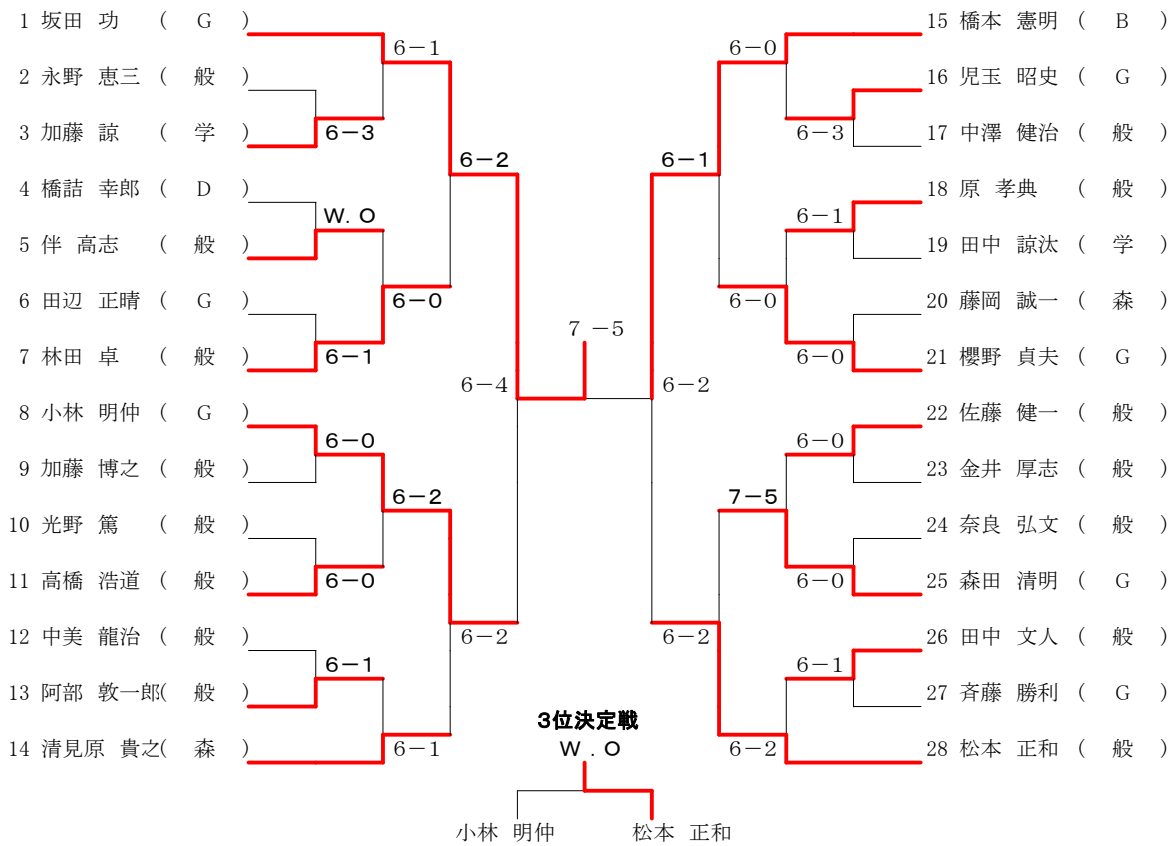 1 坂田 功 ( G )
2 永野 恵三 ( 般 )
3 加藤 諒 ( 学 )
4 橋詰 幸郎 ( D )
5 伴 高志 ( 般 )
6 田辺 正晴 ( G )
7 林田 卓 ( 般 )
8 小林 明仲 ( G )
9 加藤 博之 ( 般 )
10 光野 篤 ( 般 )
11 高橋 浩道 ( 般 )
12 中美 龍治 ( 般 )
13 阿部 敦一郎( 般 )
14 清見原 貴之( 森 )
6-1
6-3
W.O
6-0
6-1
6-0
6-2
6-0
6-1
6-1
6-2
6-4
6-2
7 -5
6-1
6-2
6-2
6-0
6-3
6-1
6-0
6-0
6-0
7-5
6-0
6-1
6-2
15 橋本 憲明 ( B )
16 児玉 昭史 ( G )
17 中澤 健治 ( 般 )
18 原 孝典 ( 般 )
19 田中 諒汰 ( 学 )
20 藤岡 誠一 ( 森 )
21 櫻野 貞夫 ( G )
22 佐藤 健一 ( 般 )
23 金井 厚志 ( 般 )
24 奈良 弘文 ( 般 )
25 森田 清明 ( G )
26 田中 文人 ( 般 )
27 斉藤 勝利 ( G )
28 松本 正和 ( 般 )
3位決定戦
W.O
小林 明仲 松本 正和